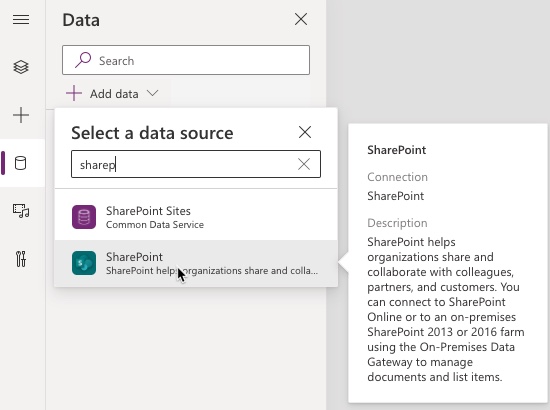 Data
Search
Add data
Select a data source
sharep
SharePoint Sites
Common Data Service
SharePoint
SharePoint helps organizations share and colla...
SharePoint
Connection
SharePoint
Description
SharePoint helps
organizations share and
collaborate with colleagues,
partners, and customers. You
can connect to SharePoint
Online or to an on-premises
SharePoint 2013 or 2016 farm
using the On-Premises Data
Gateway to manage
documents and list items.